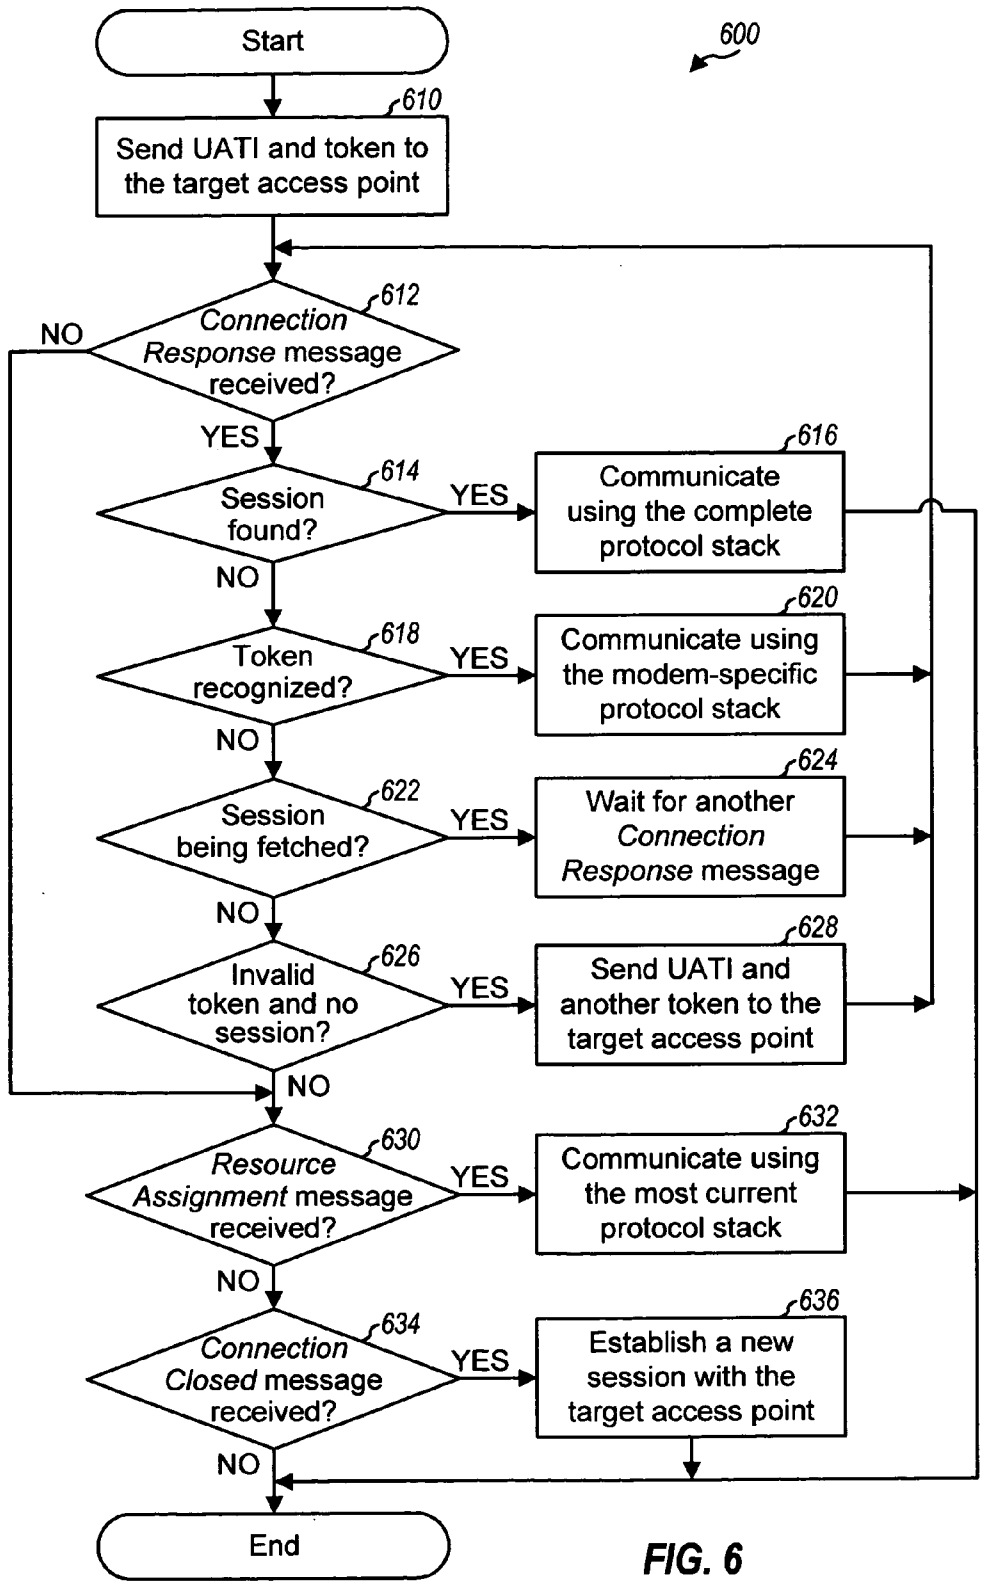 Start
600
610
Send UATI and token to
the target access point
612
NO
Connection
Response message
received?
YES
614
Session
found?
YES
616
Communicate
using the complete
protocol stack
NO
618
Token
recognized?
YES
620
Communicate using
the modem-specific
protocol stack
NO
622
Session
being fetched?
YES
624
Wait for another
Connection
Response message
NO
626
Invalid
token and no
session?
YES
628
Send UATI and
another token to the
target access point
NO
630
Resource
Assignment message
received?
YES
632
Communicate using
the most current
protocol stack
NO
634
Connection
Closed message
received?
YES
636
Establish a new
session with the
target access point
NO
End
FIG. 6